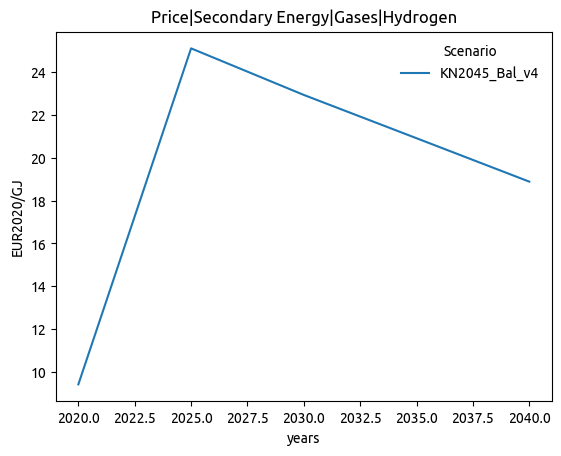 Price|Secondary Energy|Gases|Hydrogen
Scenario
KN2045_Bal_v4
24
22
20
18
16
14
12
10
EUR2020/GJ
2020.0 2022.5 2025.0 2027.5 2030.0 2032.5 2035.0 2037.5 2040.0
years